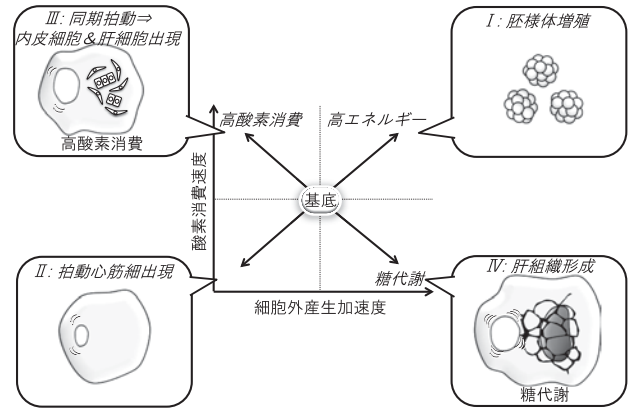 Ⅲ: 同期拍動⇒
内皮細胞＆肝細胞出現
高酸素消費
Ⅰ: 胚様体増殖
高酸素消費
高エネルギー
酸素消費速度
基底
糖代謝
細胞外産生加速度
Ⅱ: 拍動心筋細出現
Ⅳ: 肝組織形成
糖代謝